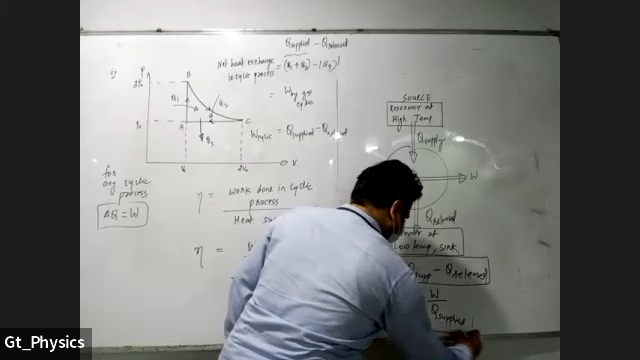 Qsupplied - Qreleased
Net heat exchange
in cyclic process = (Q1 + Q2) - |Q3|
= Wby gas
cycle
Wcyclic = Qsupplied - Qreleased
P
2P0
B
Q1
Q2
P0
A
C
Q3
V0
2V0
V
for
any cyclic
process
ΔQ = W
η = work done in cyclic
process
Heat
η =
SOURCE
Reservoir at
High Temp
Qsupply
W
Qreleased
at
Low temp, SINK
Qsupp - Qreleased
W
Qsupplied
Gt_Physics